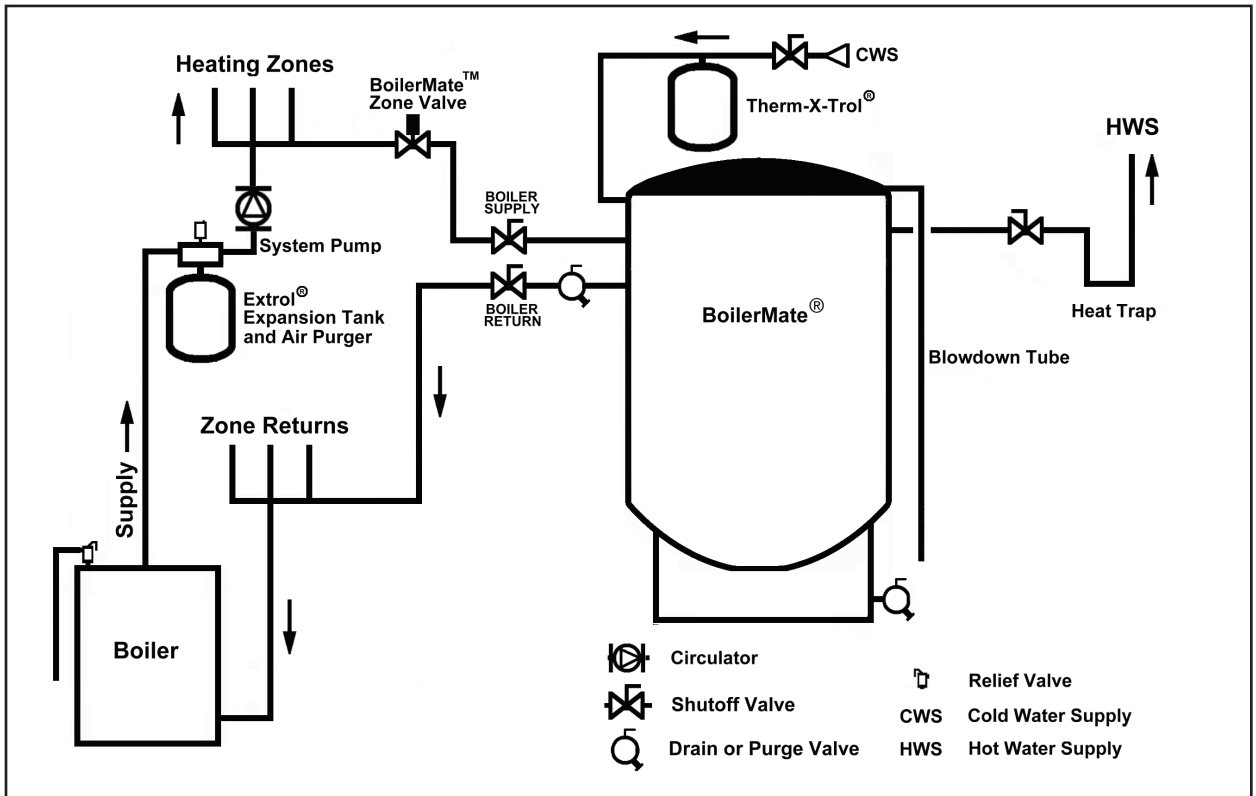 CWS
Heating Zones
BoilerMate™
Zone Valve
Therm-X-Trol®
HWS
BOILER
SUPPLY
System Pump
Extrol®
Expansion Tank
and Air Purger
BOILER
RETURN
BoilerMate®
Heat Trap
Blowdown Tube
Zone Returns
Supply
Boiler
Circulator
Shutoff Valve
Drain or Purge Valve
Relief Valve
CWS Cold Water Supply
HWS Hot Water Supply